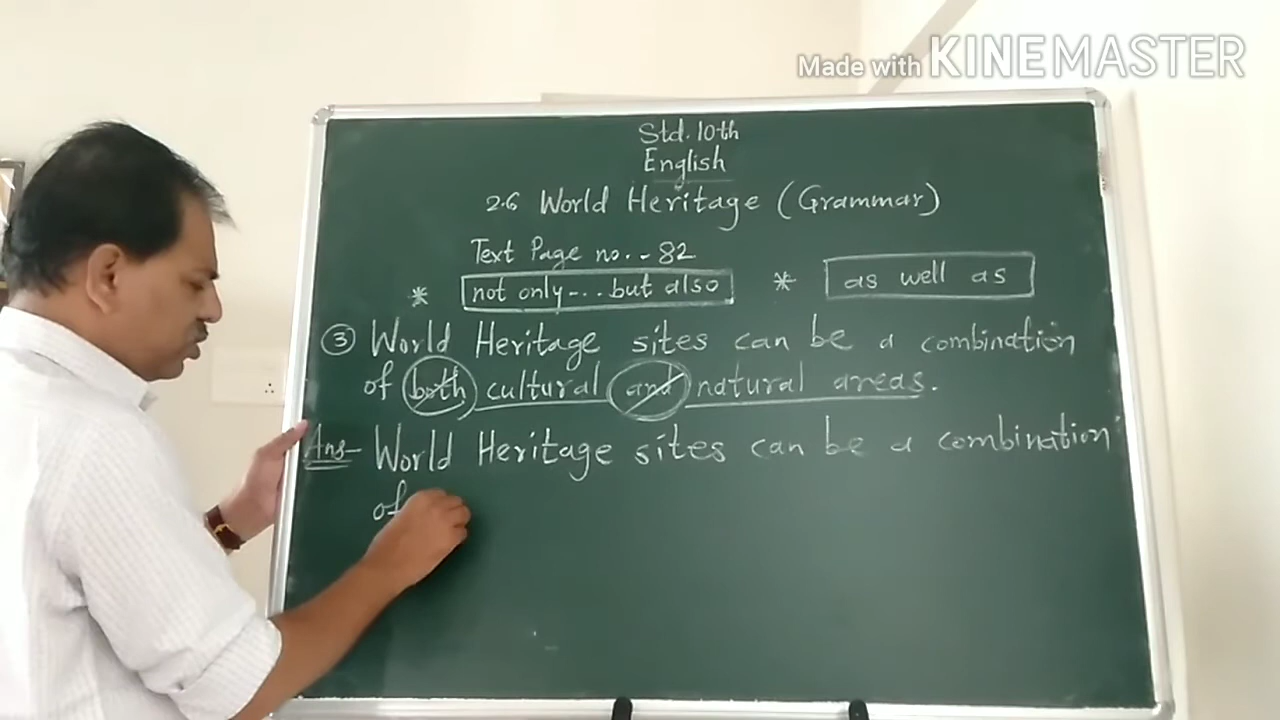 Made with KINEMASTER
Std. 10th
English
2.6 World Heritage (Grammar)
Text Page no. - 82
* not only-...but also * as well as
③ World Heritage sites can be a combination
of both cultural and natural areas.
Ans- World Heritage sites can be a combination
of